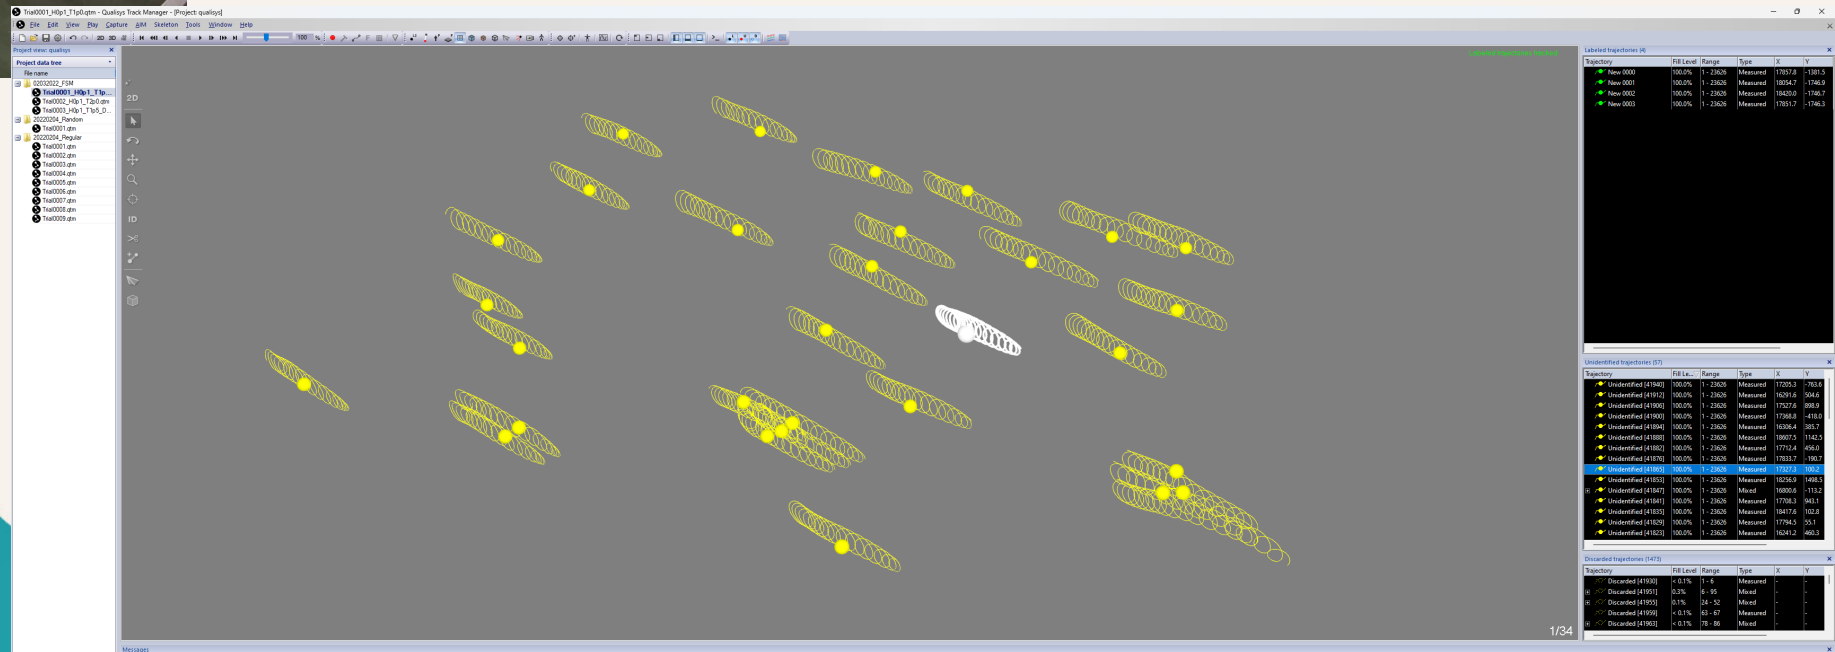 Trial0001_H0p1_T1p0.qtm - Qualisys Track Manager - [Project: qualisys]
File Edit View Play Capture AIM Skeleton Tools Window Help
2D 3D 100 %
Project view: qualisys
Project data tree
File name
02032022_FSM
Trial0001_H0p1_T1p...
Trial0002_H0p1_T2p0.qtm
Trial0003_H0p1_T1p5_D...
20220204_Random
Trial0001.qtm
20220204_Regular
Trial0001.qtm
Trial0002.qtm
Trial0003.qtm
Trial0004.qtm
Trial0005.qtm
Trial0006.qtm
Trial0007.qtm
Trial0008.qtm
Trial0009.qtm
2D
ID
1/34
Messages
Labeled trajectories (4)
Trajectory Fill Level Range Type X Y
New 0000 100.0% 1 - 23626 Measured 17857.8 -1381.5
New 0001 100.0% 1 - 23626 Measured 18054.7 -1746.9
New 0002 100.0% 1 - 23626 Measured 18420.0 -1746.7
New 0003 100.0% 1 - 23626 Measured 17851.7 -1746.3
Unidentified trajectories (57)
Trajectory Fill Le... Range Type X Y
Unidentified [41940] 100.0% 1 - 23626 Measured 17205.3 -763.6
Unidentified [41912] 100.0% 1 - 23626 Measured 16291.6 504.6
Unidentified [41906] 100.0% 1 - 23626 Measured 17527.6 898.9
Unidentified [41900] 100.0% 1 - 23626 Measured 17368.8 -418.0
Unidentified [41894] 100.0% 1 - 23626 Measured 16306.4 385.7
Unidentified [41888] 100.0% 1 - 23626 Measured 18607.5 1142.5
Unidentified [41882] 100.0% 1 - 23626 Measured 17712.4 456.0
Unidentified [41876] 100.0% 1 - 23626 Measured 17833.7 -190.7
Unidentified [41865] 100.0% 1 - 23626 Measured 17327.3 100.2
Unidentified [41853] 100.0% 1 - 23626 Measured 18256.9 1498.5
Unidentified [41847] 100.0% 1 - 23626 Mixed 16800.6 -113.2
Unidentified [41841] 100.0% 1 - 23626 Measured 17708.3 943.1
Unidentified [41835] 100.0% 1 - 23626 Measured 18417.6 102.8
Unidentified [41829] 100.0% 1 - 23626 Measured 17794.5 55.1
Unidentified [41823] 100.0% 1 - 23626 Measured 16241.2 460.3
Discarded trajectories (1473)
Trajectory Fill Level Range Type X Y
Discarded [41930] < 0.1% 1 - 6 Measured - -
Discarded [41951] 0.3% 6 - 95 Mixed - -
Discarded [41955] 0.1% 24 - 52 Mixed - -
Discarded [41959] < 0.1% 63 - 67 Measured - -
Discarded [41963] < 0.1% 78 - 86 Mixed - -